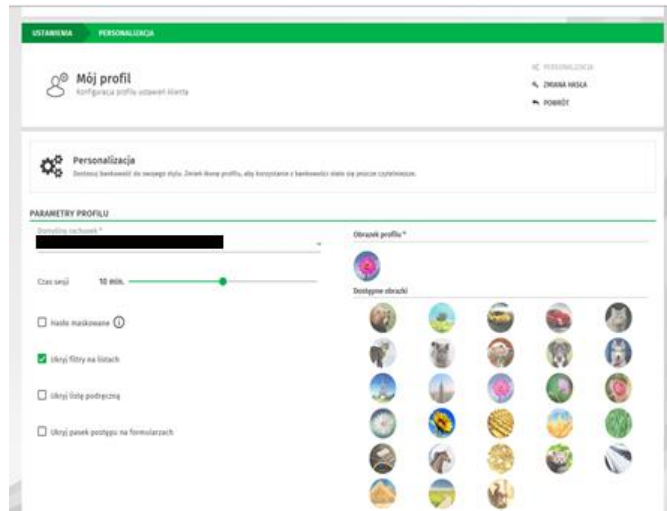 USTAWIENIA PERSONALIZACJA
Mój profil
Konfiguracja profilu ustawień klienta
PERSONALIZACJA
ZMIANA HASŁA
POWRÓT
Personalizacja
Dostosuj bankowość do swojego stylu. Zmień ikonę profilu, aby korzystanie z bankowości stało się jeszcze czytelniejsze.
PARAMETRY PROFILU
Domyślny rachunek *
Obrazek profilu *
Czas sesji 10 min.
Dostępne obrazki
Hasło maskowane
Ukryj filtry na listach
Ukryj listę podręczną
Ukryj pasek postępu na formularzach